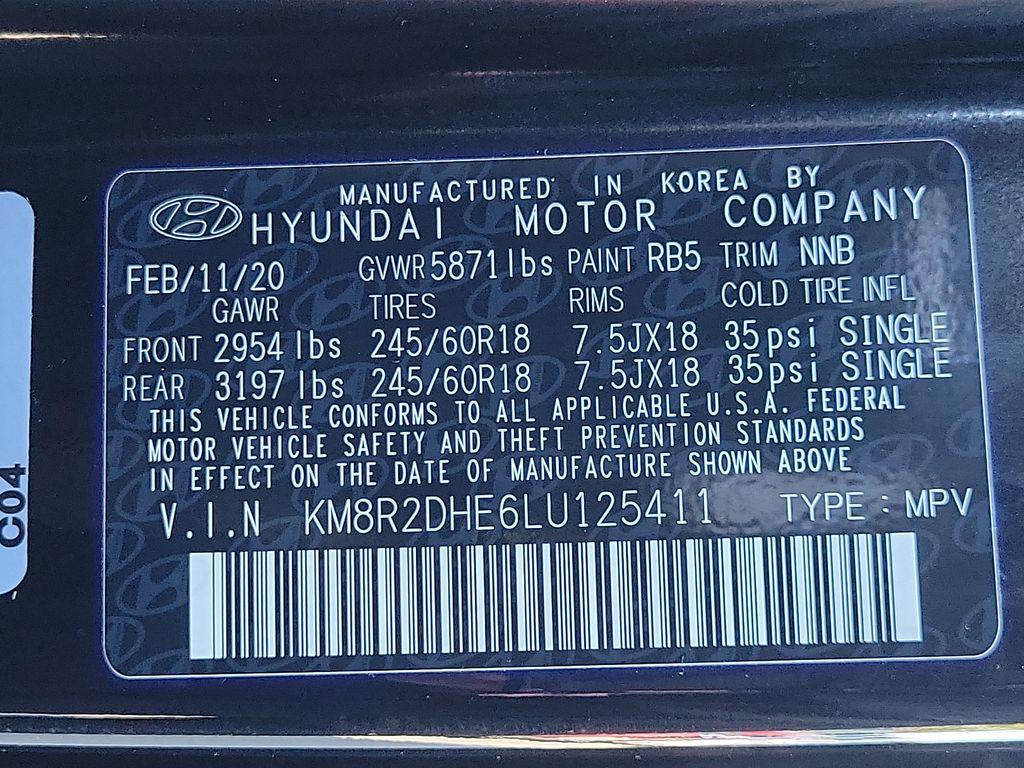 MANUFACTURED IN KOREA BY
HYUNDAI MOTOR COMPANY
FEB/11/20 GVWR 5871lbs PAINT RB5 TRIM NNB
GAWR TIRES RIMS COLD TIRE INFL
FRONT 2954 lbs 245/60R18 7.5JX18 35psi SINGLE
REAR 3197 lbs 245/60R18 7.5JX18 35psi SINGLE
THIS VEHICLE CONFORMS TO ALL APPLICABLE U.S.A. FEDERAL
MOTOR VEHICLE SAFETY AND THEFT PREVENTION STANDARDS
IN EFFECT ON THE DATE OF MANUFACTURE SHOWN ABOVE
V.I.N KM8R2DHE6LU125411 TYPE : MPV
C04